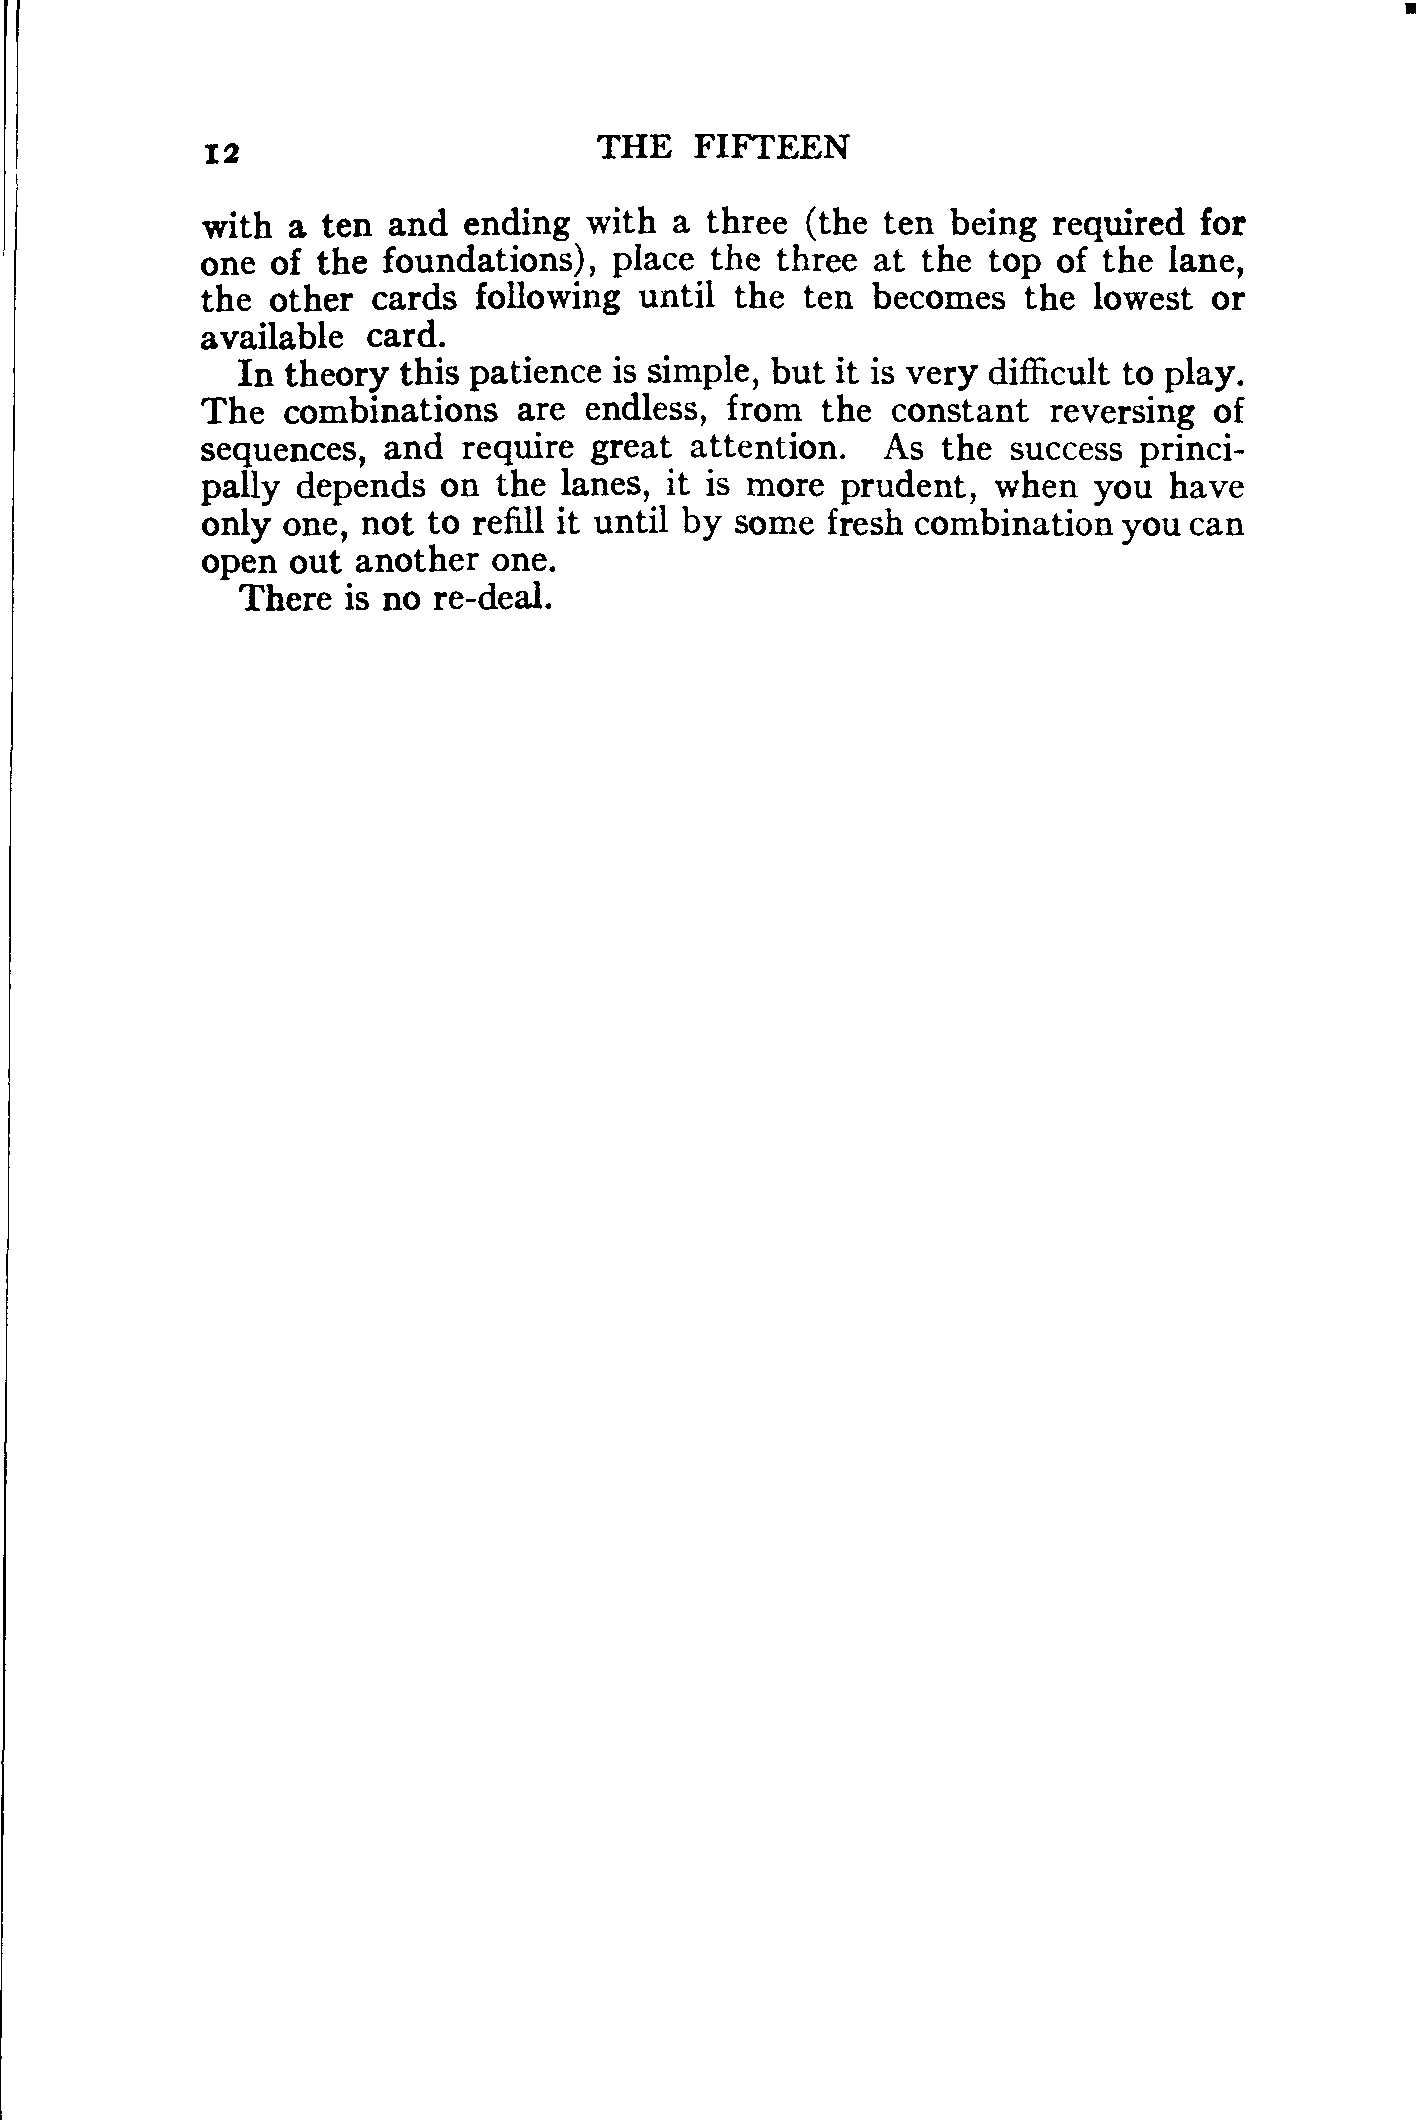 12 THE FIFTEEN
with a ten and ending with a three (the ten being required for
one of the foundations), place the three at the top of the lane,
the other cards following until the ten becomes the lowest or
available card.
In theory this patience is simple, but it is very difficult to play.
The combinations are endless, from the constant reversing of
sequences, and require great attention. As the success princi-
pally depends on the lanes, it is more prudent, when you have
only one, not to refill it until by some fresh combination you can
open out another one.
There is no re-deal.